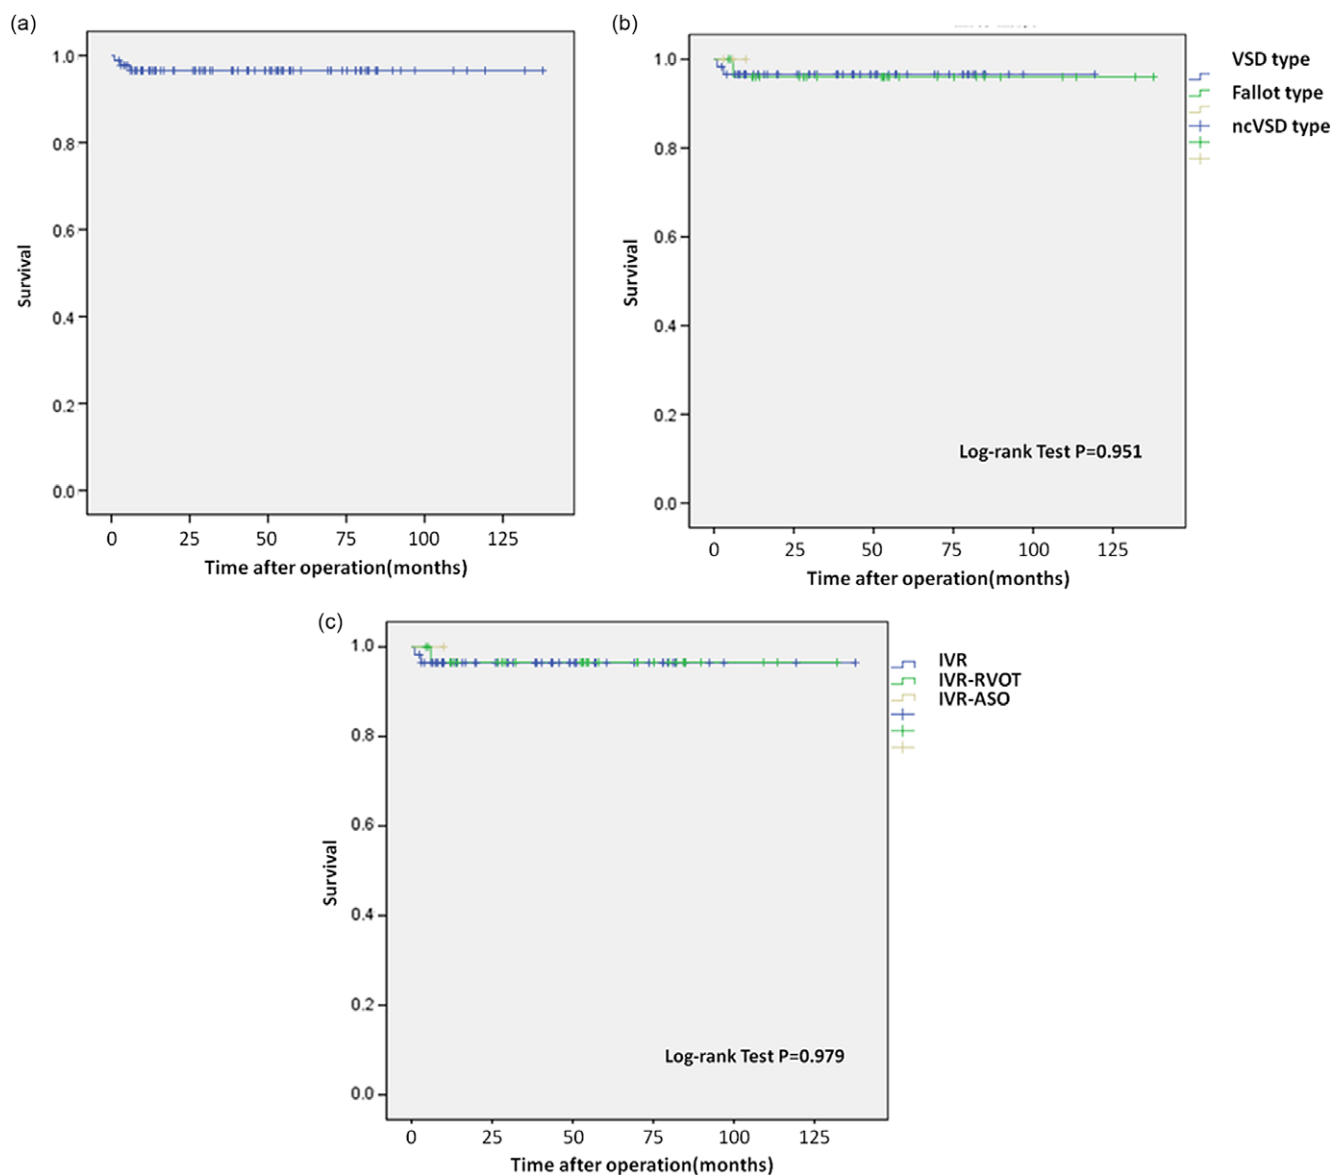 (a)
1.0
0.8
0.6
0.4
0.2
0.0
Survival
0 25 50 75 100 125
Time after operation(months)
(b)
1.0
0.8
0.6
0.4
0.2
0.0
Survival
Log-rank Test P=0.951
0 25 50 75 100 125
Time after operation(months)
VSD type
Fallot type
ncVSD type
(c)
1.0
0.8
0.6
0.4
0.2
0.0
Survival
Log-rank Test P=0.979
0 25 50 75 100 125
Time after operation(months)
IVR
IVR-RVOT
IVR-ASO